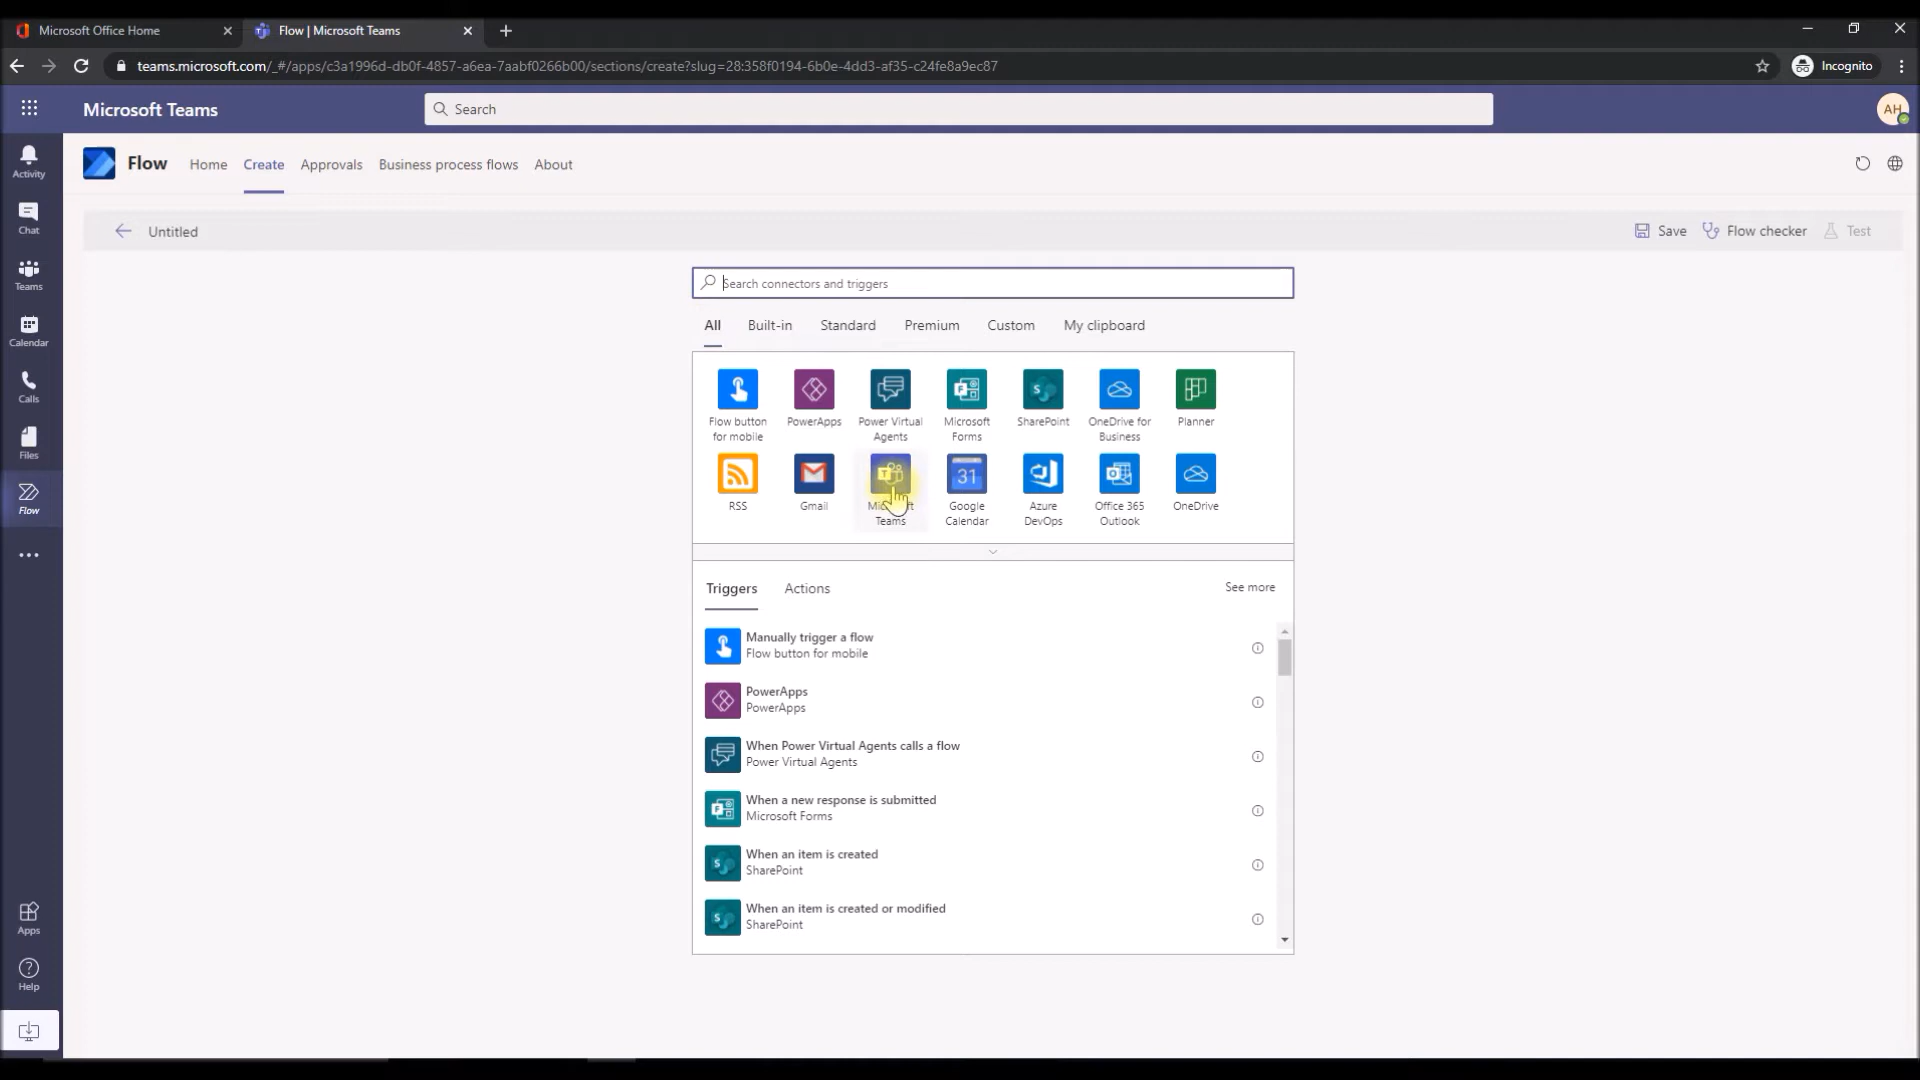 Microsoft Office Home
Flow | Microsoft Teams
teams.microsoft.com/_#/apps/c3a1996d-db0f-4857-a6ea-7aabf0266b00/sections/create?slug=28:358f0194-6b0e-4dd3-af35-c24fe8a9ec87
Incognito
Microsoft Teams
Search
AH
Activity
Chat
Teams
Calendar
Calls
Files
Flow
Apps
Help
Flow
Home
Create
Approvals
Business process flows
About
Untitled
Save
Flow checker
Test
Search connectors and triggers
All
Built-in
Standard
Premium
Custom
My clipboard
Flow button
for mobile
PowerApps
Power Virtual
Agents
Microsoft
Forms
SharePoint
OneDrive for
Business
Planner
RSS
Gmail
Teams
31
Google
Calendar
Azure
DevOps
Office 365
Outlook
OneDrive
Triggers
Actions
See more
Manually trigger a flow
Flow button for mobile
PowerApps
PowerApps
When Power Virtual Agents calls a flow
Power Virtual Agents
When a new response is submitted
Microsoft Forms
When an item is created
SharePoint
When an item is created or modified
SharePoint